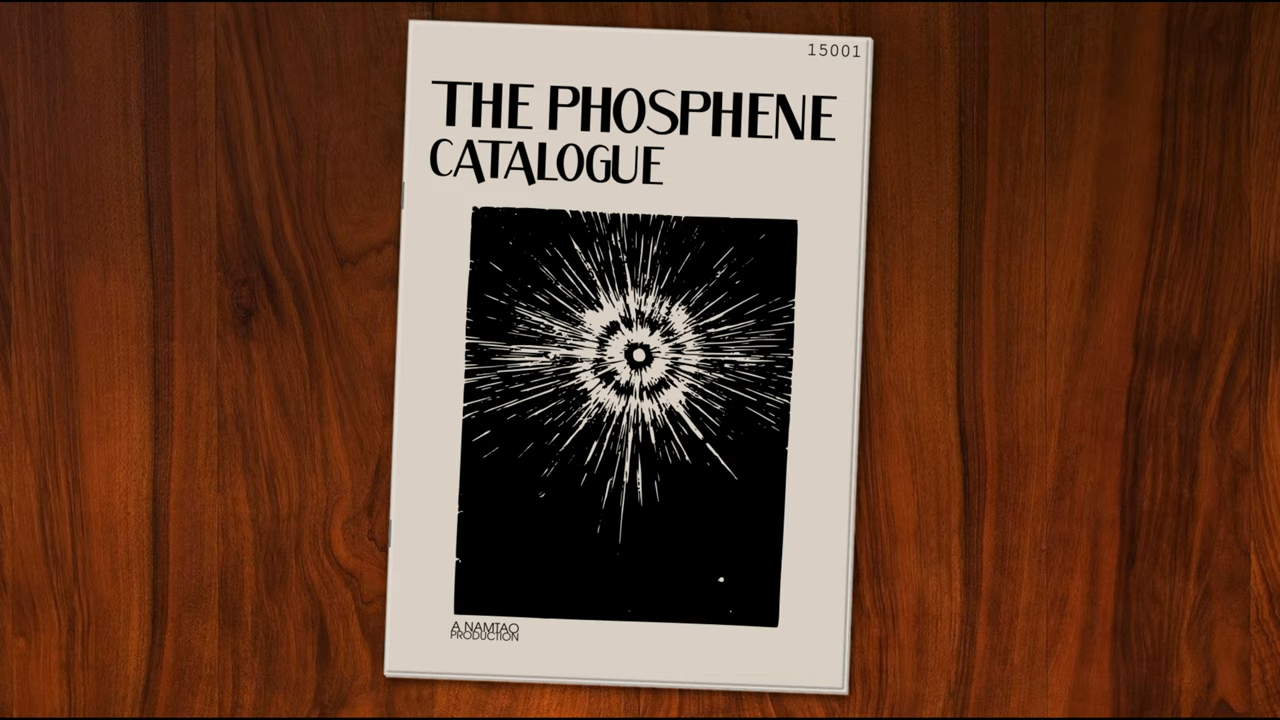 15001
THE PHOSPHENE
CATALOGUE
A NAMTAO
PRODUCTION